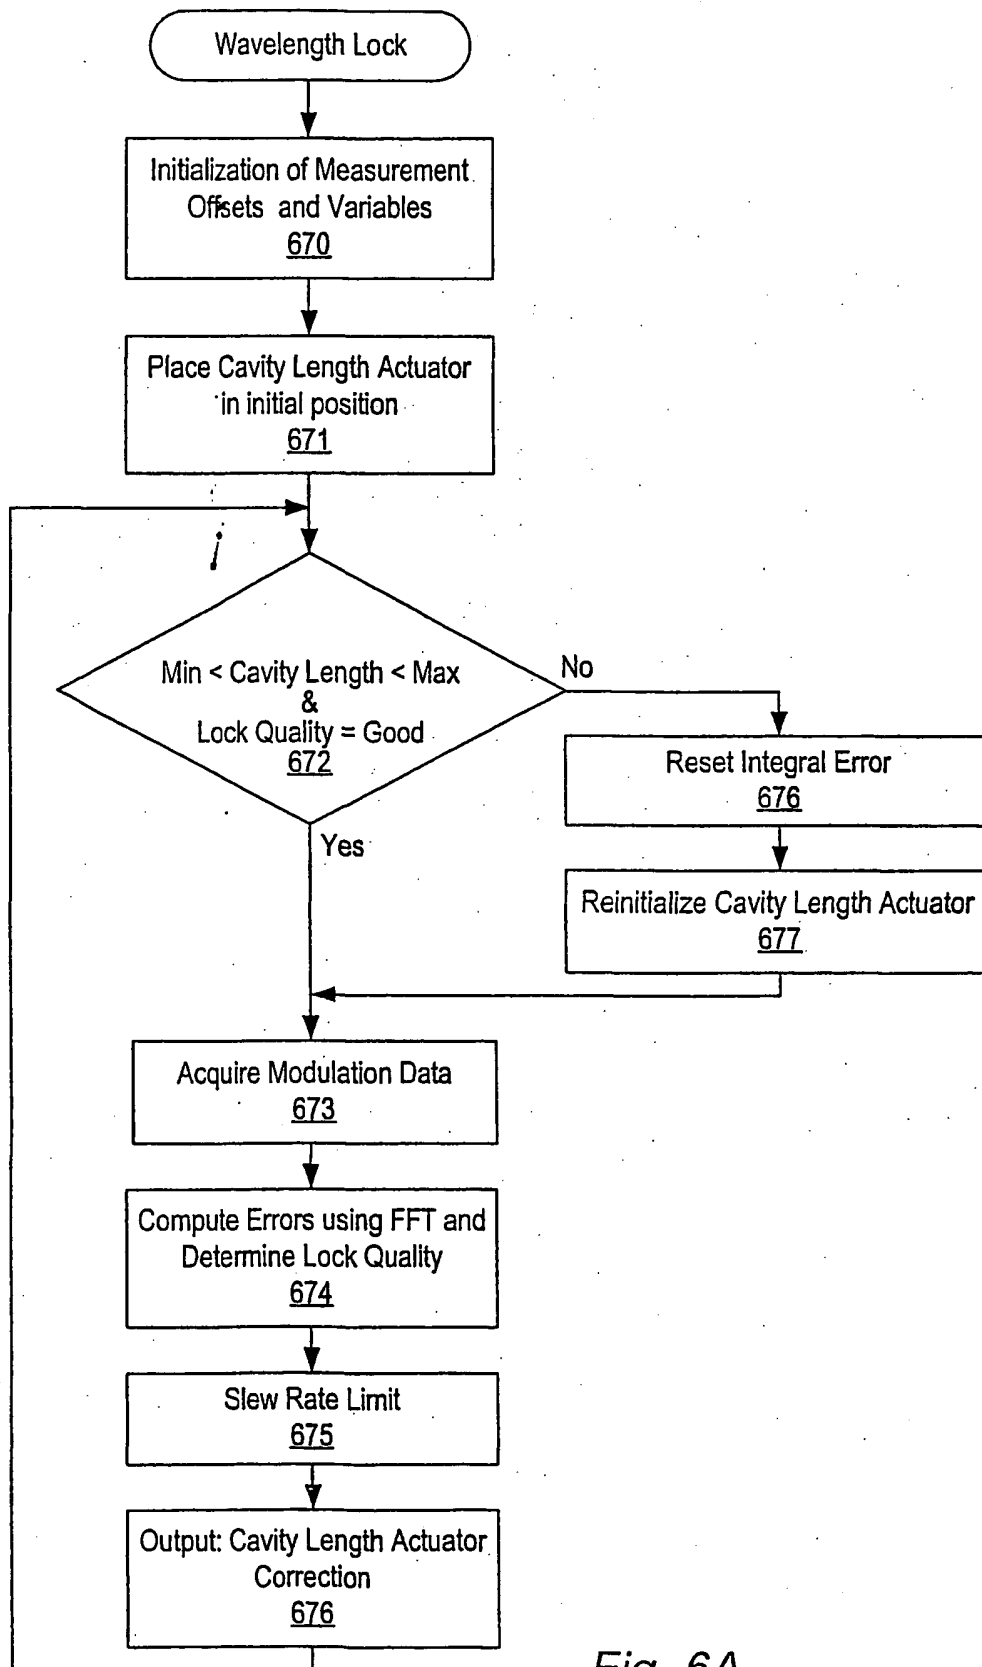 Wavelength Lock
Initialization of Measurement
Offsets and Variables
670
Place Cavity Length Actuator
in initial position
671
Min < Cavity Length < Max
&
Lock Quality = Good
672
No
Yes
Reset Integral Error
676
Reinitialize Cavity Length Actuator
677
Acquire Modulation Data
673
Compute Errors using FFT and
Determine Lock Quality
674
Slew Rate Limit
675
Output: Cavity Length Actuator
Correction
676
Fig. 6A